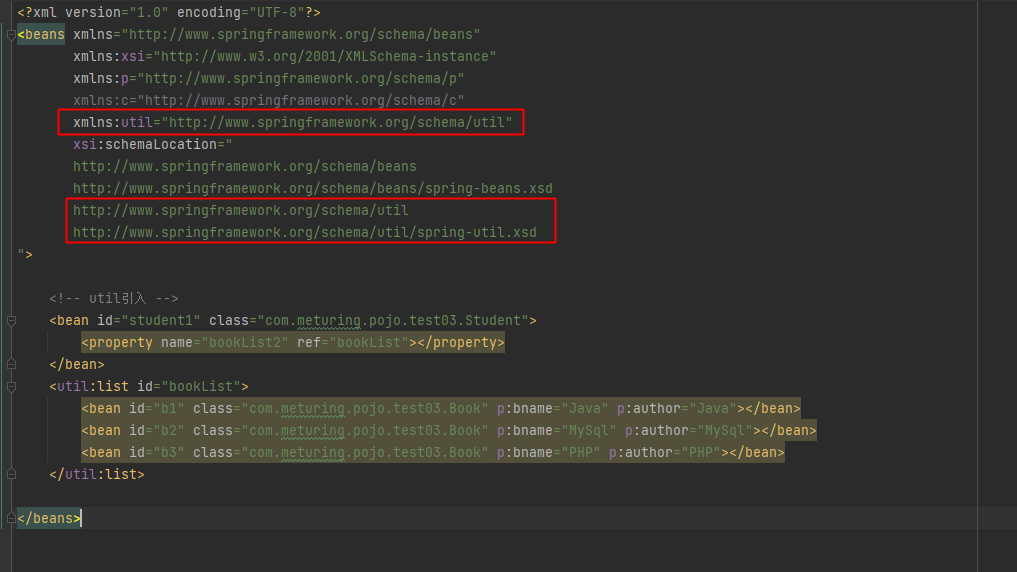 <?xml version="1.0" encoding="UTF-8"?>
<beans xmlns="http://www.springframework.org/schema/beans"
xmlns:xsi="http://www.w3.org/2001/XMLSchema-instance"
xmlns:p="http://www.springframework.org/schema/p"
xmlns:c="http://www.springframework.org/schema/c"
xmlns:util="http://www.springframework.org/schema/util"
xsi:schemaLocation="
http://www.springframework.org/schema/beans
http://www.springframework.org/schema/beans/spring-beans.xsd
http://www.springframework.org/schema/util
http://www.springframework.org/schema/util/spring-util.xsd
">
<!-- util引入 -->
<bean id="student1" class="com.meturing.pojo.test03.Student">
<property name="bookList2" ref="bookList"></property>
</bean>
<util:list id="bookList">
<bean id="b1" class="com.meturing.pojo.test03.Book" p:bname="Java" p:author="Java"></bean>
<bean id="b2" class="com.meturing.pojo.test03.Book" p:bname="MySql" p:author="MySql"></bean>
<bean id="b3" class="com.meturing.pojo.test03.Book" p:bname="PHP" p:author="PHP"></bean>
</util:list>
</beans>